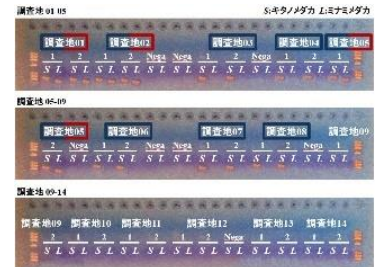 調査地 01-05
S:キタノメダカ L:ミナミメダカ
調査地01 調査地02 調査地03 調査地04 調査地05
1 2 1 2 Nega Nega 1 2 Nega 1 2 1
S L S L S L S L S L S L S L S L S L S L S L S L
調査地 05-09
調査地05 調査地06 調査地07 調査地08 調査地09
2 Nega 1 2 Nega Nega 1 2 1 2 Nega 1
S L S L S L S L S L S L S L S L S L S L S L S L
調査地 09-14
調査地09 調査地10 調査地11 調査地12 調査地13 調査地14
2 1 2 1 2 1 2 Nega 1 2 1 2
S L S L S L S L S L S L S L S L S L S L S L S L